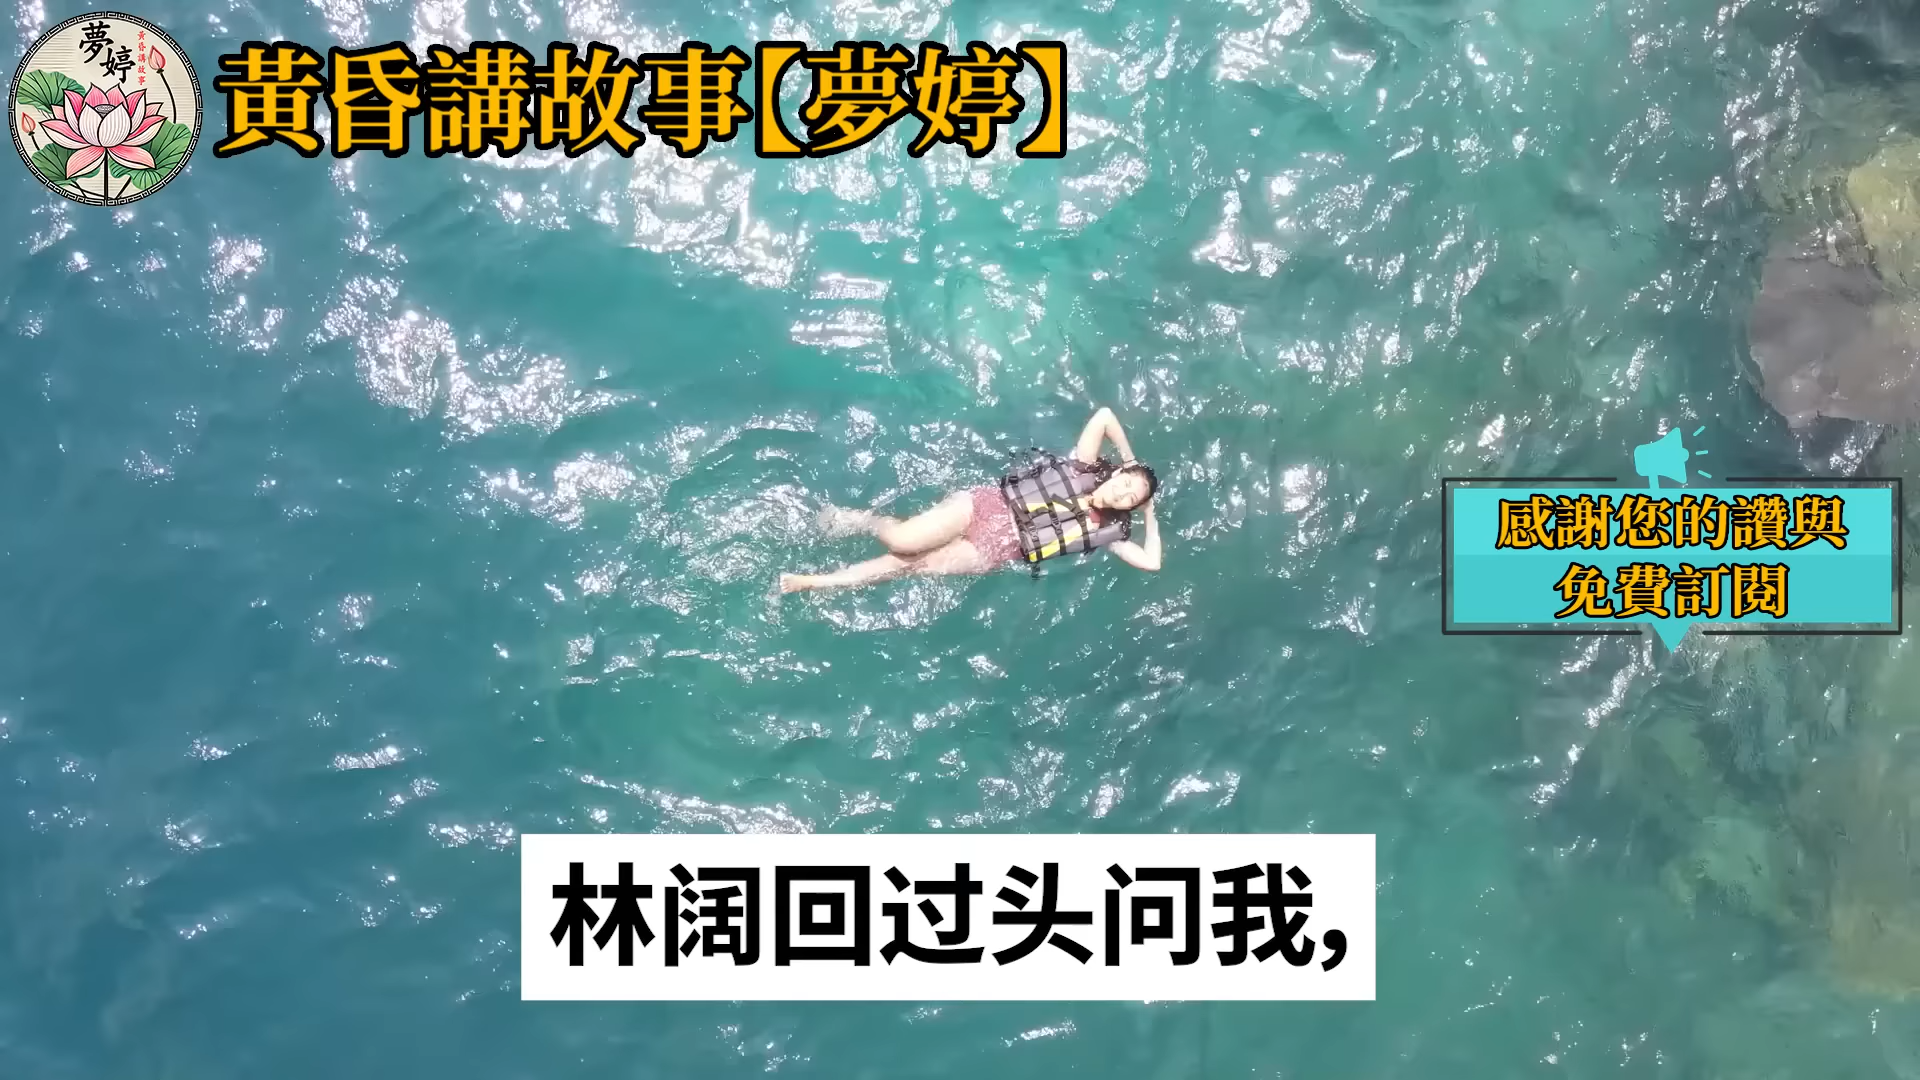 夢婷
黃昏講故事
黃昏講故事【夢婷】
感謝您的讚與
免費訂閱
林阔回过头问我,